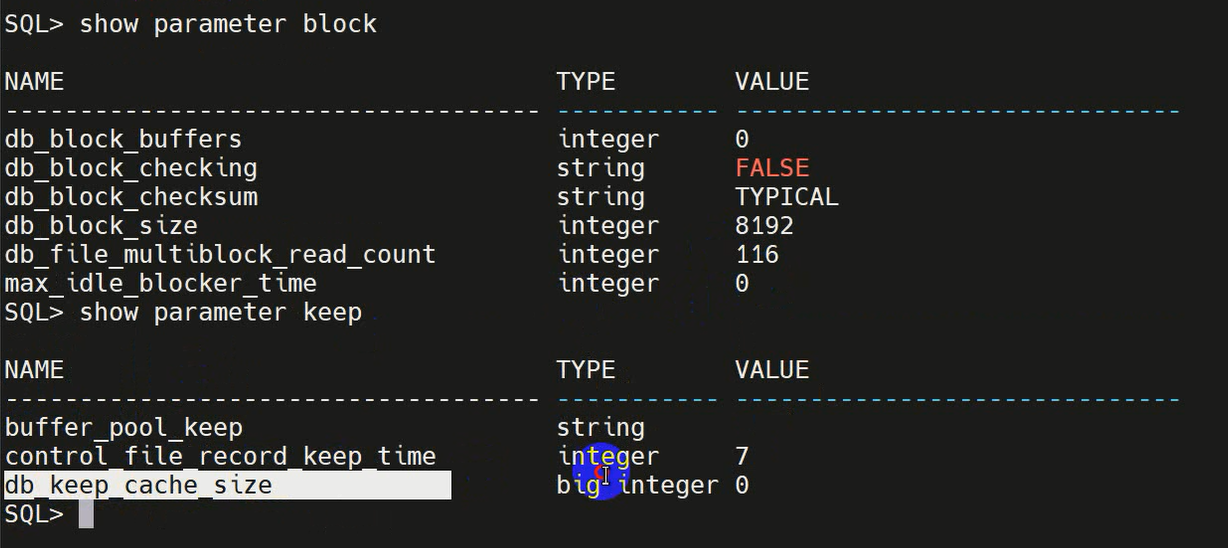 SQL> show parameter block
NAME TYPE VALUE
------------------------------------ ----------- ------------------------------
db_block_buffers integer 0
db_block_checking string FALSE
db_block_checksum string TYPICAL
db_block_size integer 8192
db_file_multiblock_read_count integer 116
max_idle_blocker_time integer 0
SQL> show parameter keep
NAME TYPE VALUE
------------------------------------ ----------- ------------------------------
buffer_pool_keep string
control_file_record_keep_time integer 7
db_keep_cache_size big integer 0
SQL>